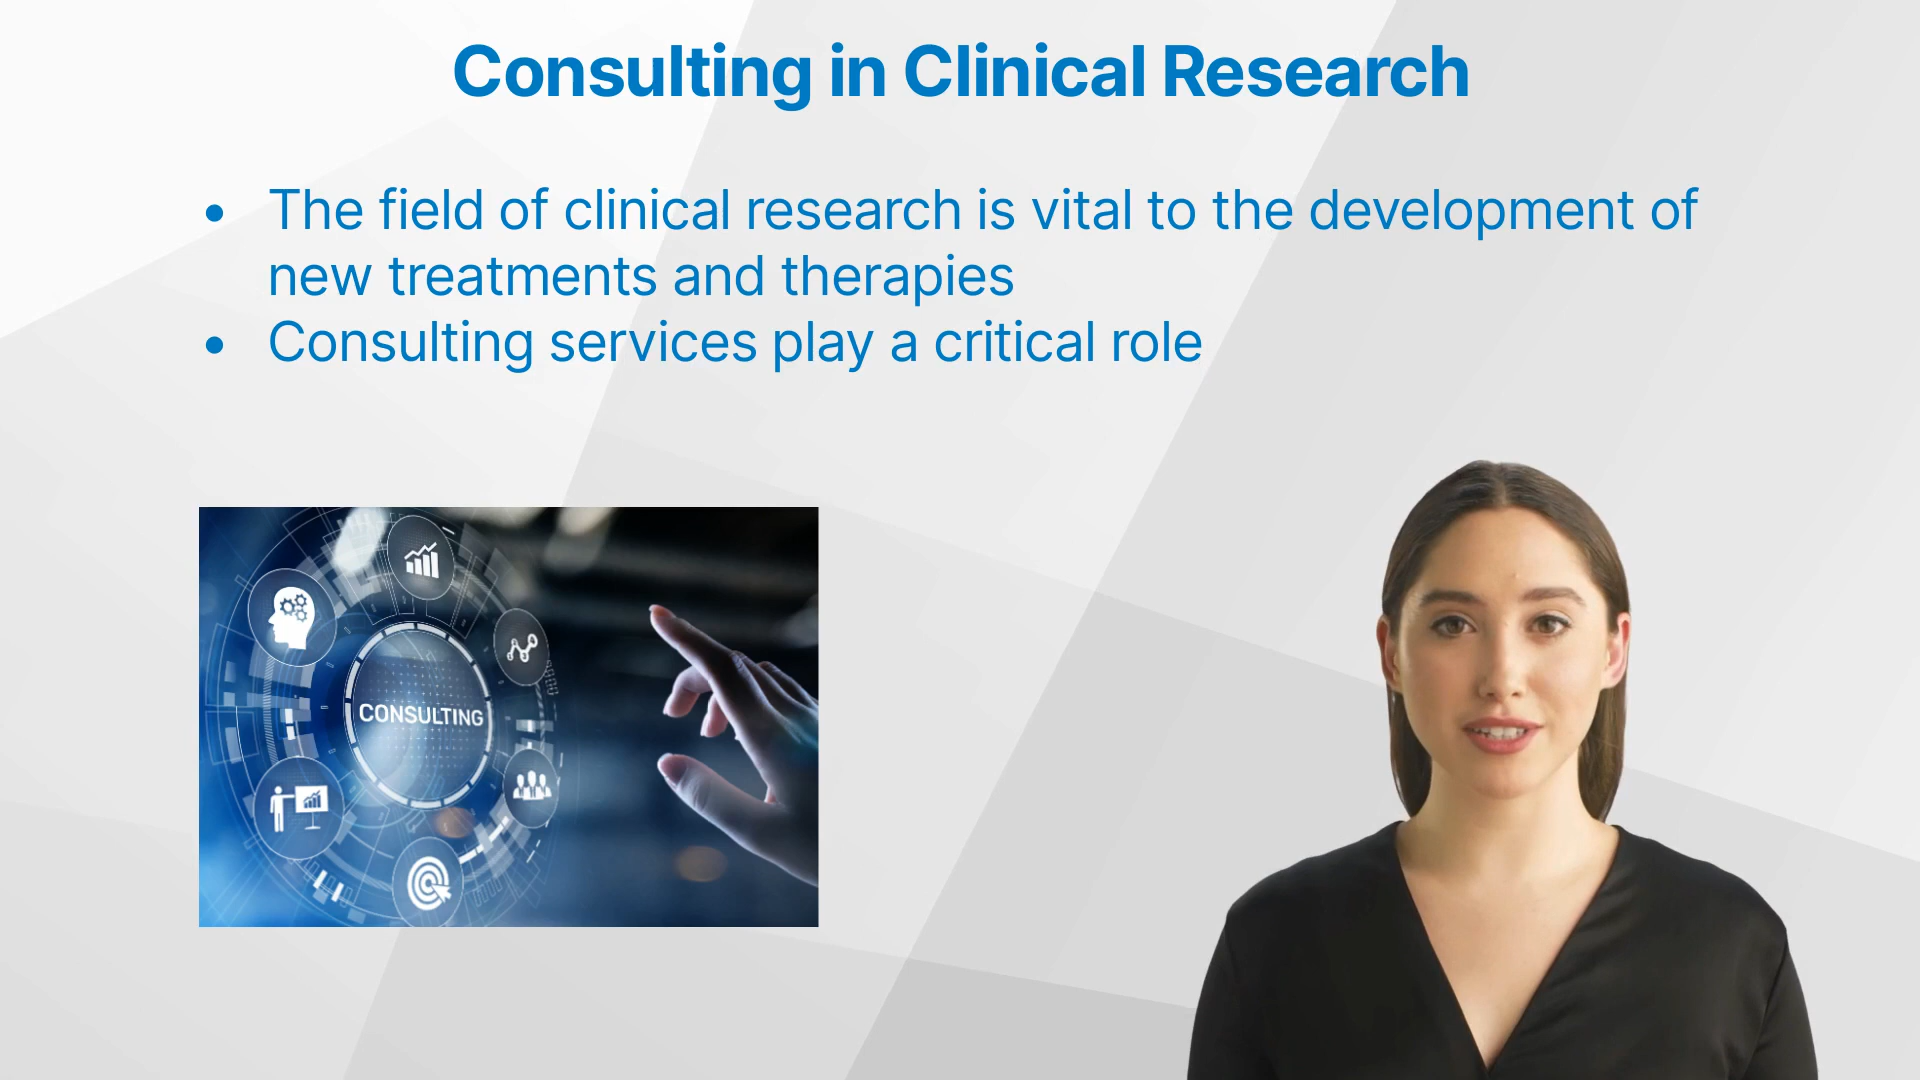 Consulting in Clinical Research
• The field of clinical research is vital to the development of
new treatments and therapies
• Consulting services play a critical role
CONSULTING